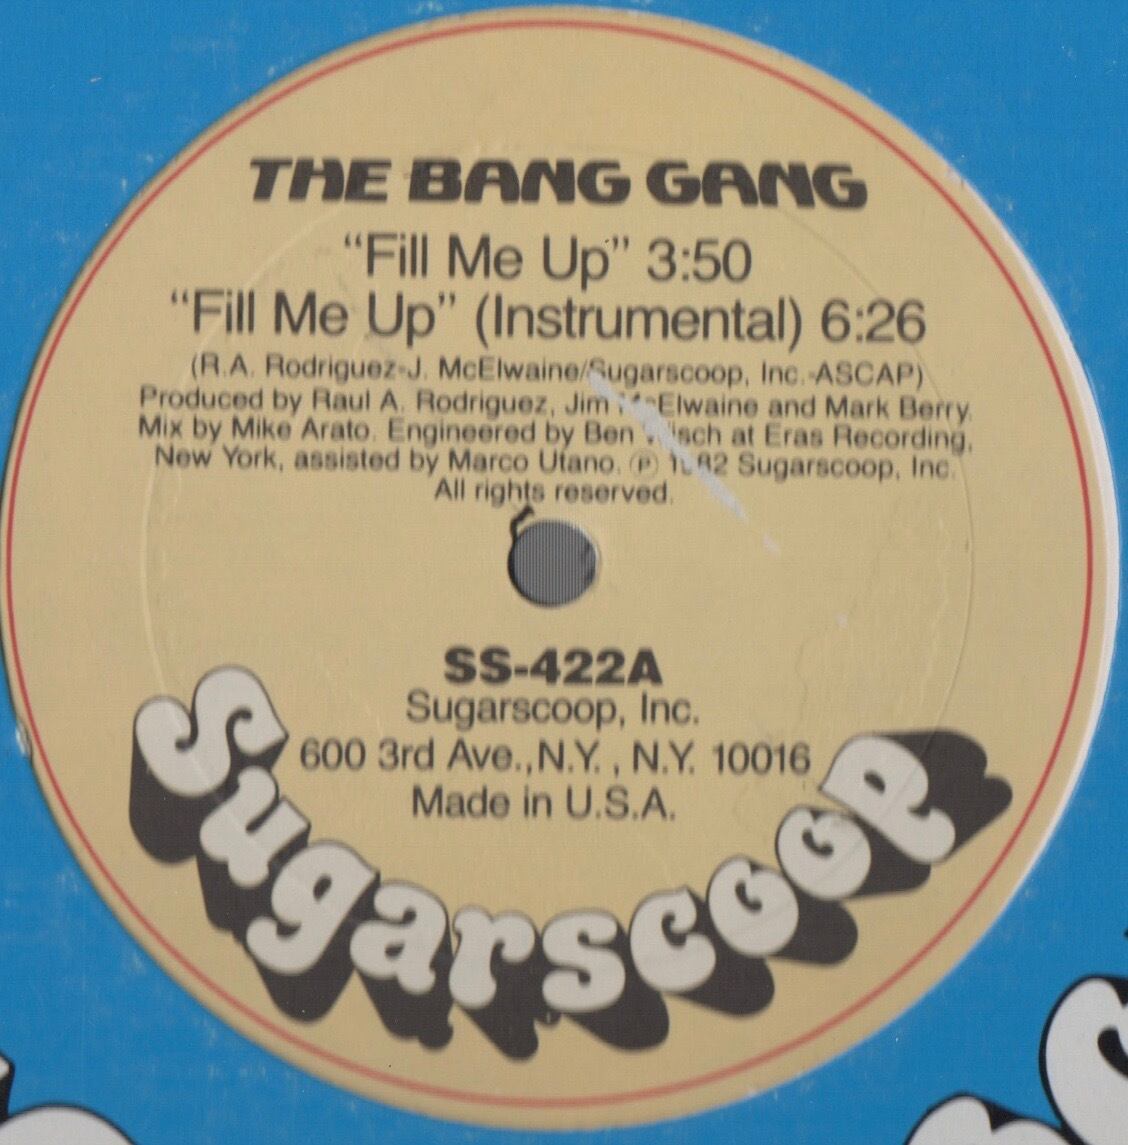 THE BANG GANG
“Fill Me Up” 3:50
“Fill Me Up” (Instrumental) 6:26
(R.A. Rodriguez-J. McElwaine/Sugarscoop, Inc.-ASCAP)
Produced by Raul A. Rodriguez, Jim McElwaine and Mark Berry.
Mix by Mike Arato. Engineered by Ben Wisch at Eras Recording,
New York, assisted by Marco Utano. Ⓟ 1982 Sugarscoop, Inc.
All rights reserved.
SS-422A
Sugarscoop, Inc.
600 3rd Ave.,N.Y. , N.Y. 10016
Made in U.S.A.
Sugarscoop